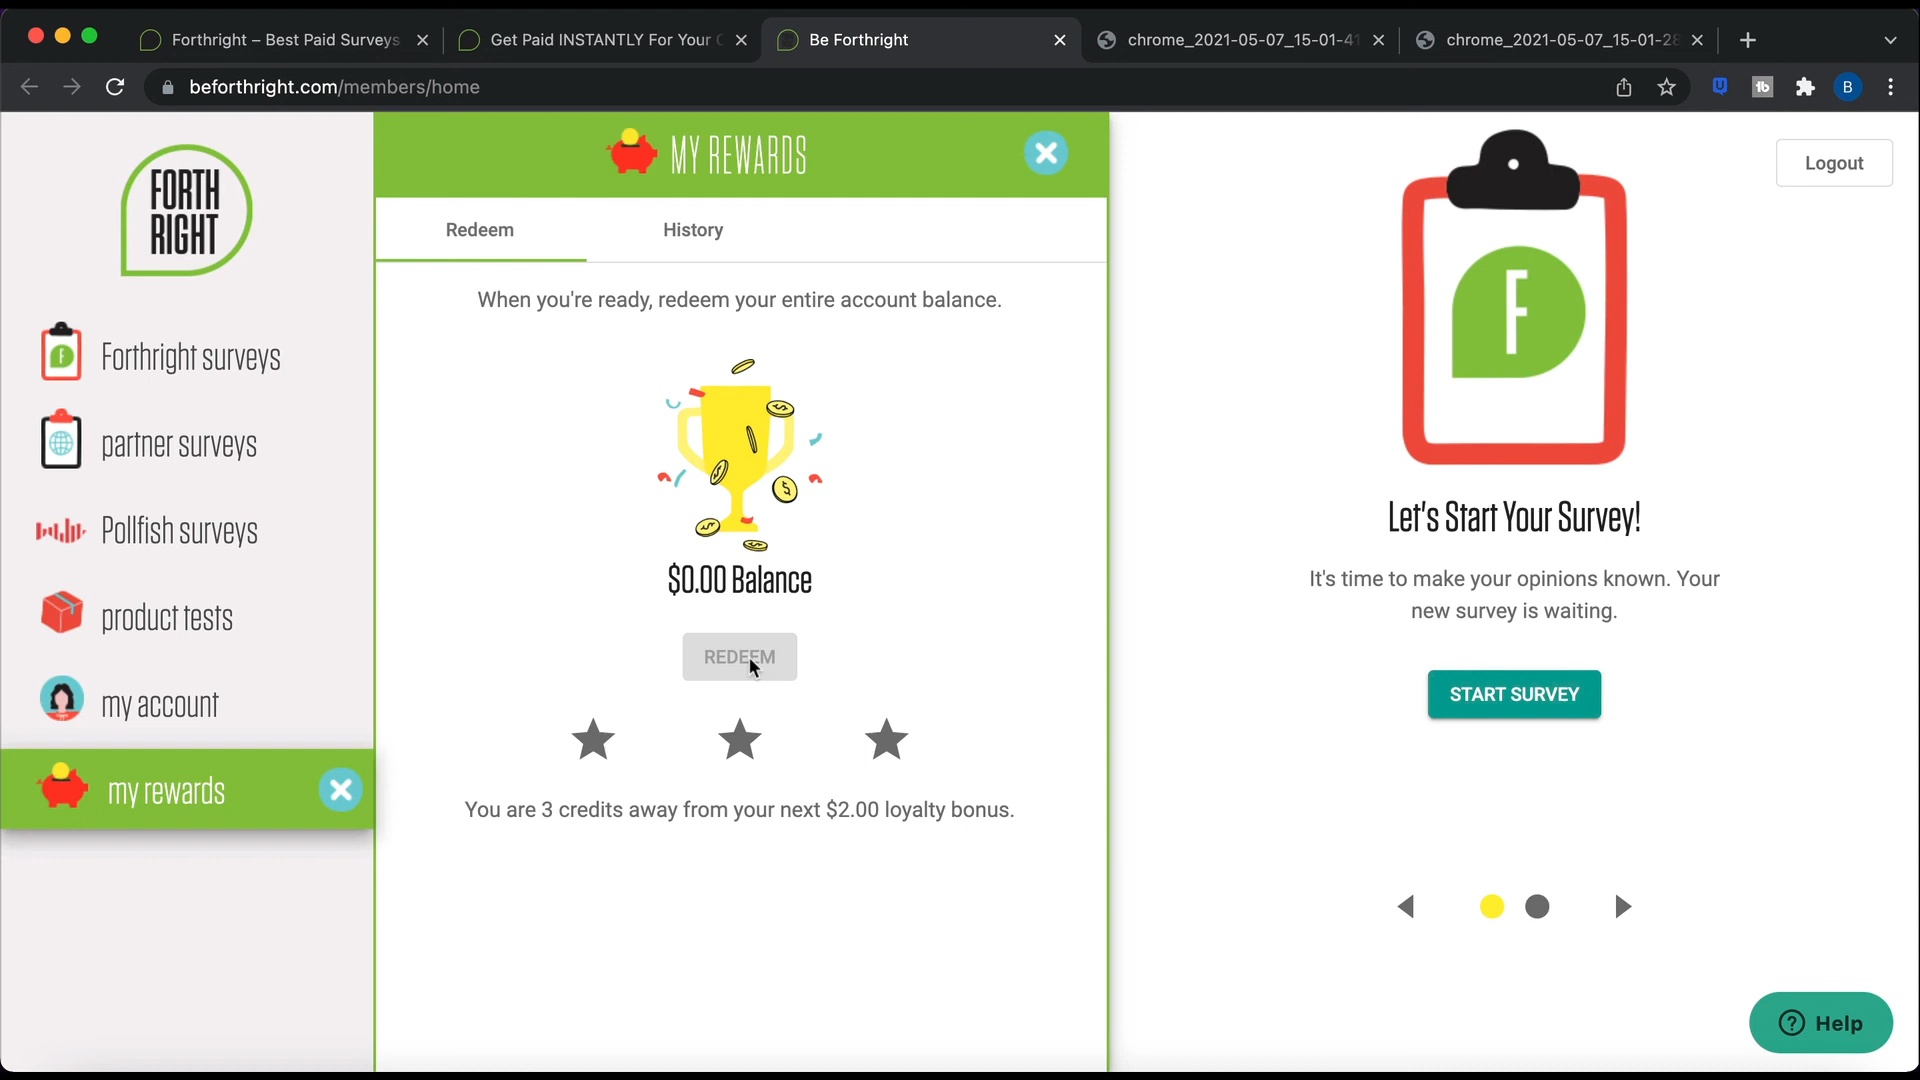 Forthright – Best Paid Surveys
Get Paid INSTANTLY For Your
Be Forthright
chrome_2021-05-07_15-01-41
chrome_2021-05-07_15-01-28
beforthright.com/members/home
B
FORTH
RIGHT
Forthright surveys
partner surveys
Pollfish surveys
product tests
my account
my rewards
MY REWARDS
Redeem
History
When you're ready, redeem your entire account balance.
$0.00 Balance
REDEEM
You are 3 credits away from your next $2.00 loyalty bonus.
Logout
F
Let's Start Your Survey!
It's time to make your opinions known. Your
new survey is waiting.
START SURVEY
Help